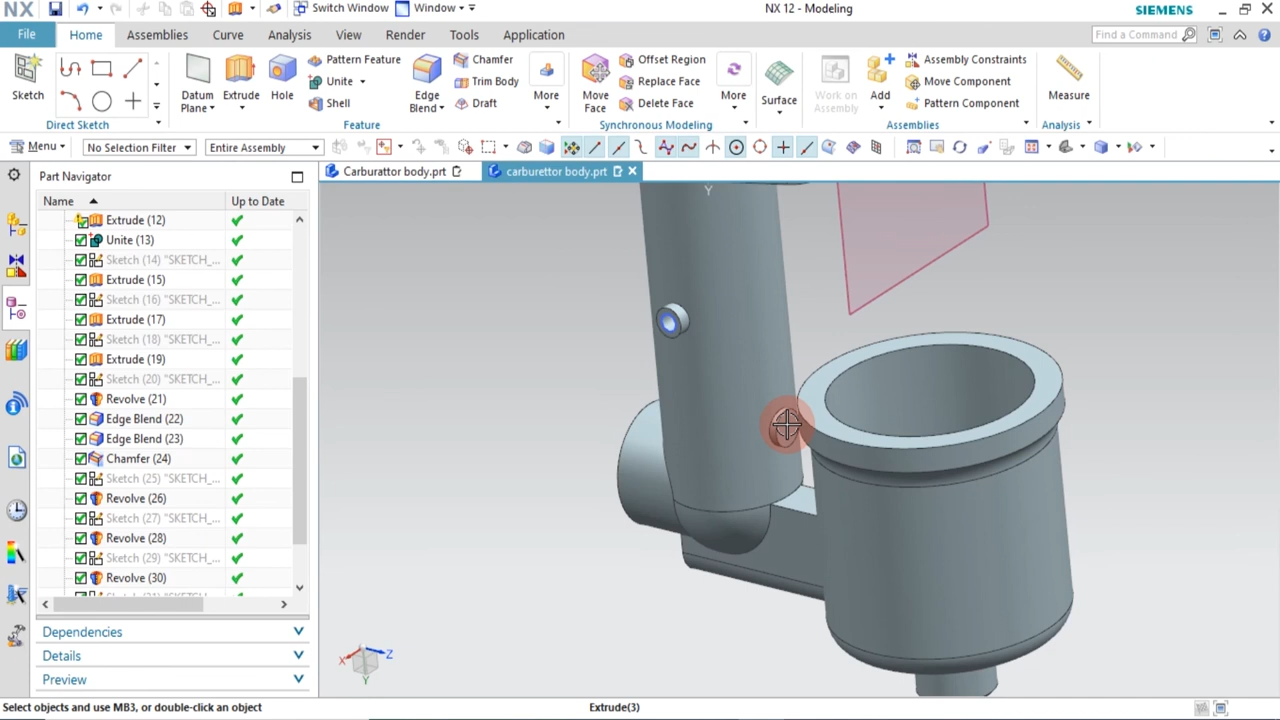 NX
Switch Window
Window
NX 12 - Modeling
SIEMENS
File
Home
Assemblies
Curve
Analysis
View
Render
Tools
Application
Find a Command
Sketch
Direct Sketch
Datum
Plane
Extrude
Hole
Pattern Feature
Unite
Shell
Edge
Blend
Chamfer
Trim Body
Draft
More
Feature
Move
Face
Offset Region
Replace Face
Delete Face
More
Synchronous Modeling
Surface
Work on
Assembly
Add
Assembly Constraints
Move Component
Pattern Component
Assemblies
Measure
Analysis
Menu
No Selection Filter
Entire Assembly
Part Navigator
Carburattor body.prt
carburettor body.prt
Name
Up to Date
Extrude (12)
Unite (13)
Sketch (14) "SKETCH_...
Extrude (15)
Sketch (16) "SKETCH_...
Extrude (17)
Sketch (18) "SKETCH_...
Extrude (19)
Sketch (20) "SKETCH_...
Revolve (21)
Edge Blend (22)
Edge Blend (23)
Chamfer (24)
Sketch (25) "SKETCH_...
Revolve (26)
Sketch (27) "SKETCH_...
Revolve (28)
Sketch (29) "SKETCH_...
Revolve (30)
Dependencies
Details
Preview
Y
X
Z
Y
Select objects and use MB3, or double-click an object
Extrude(3)